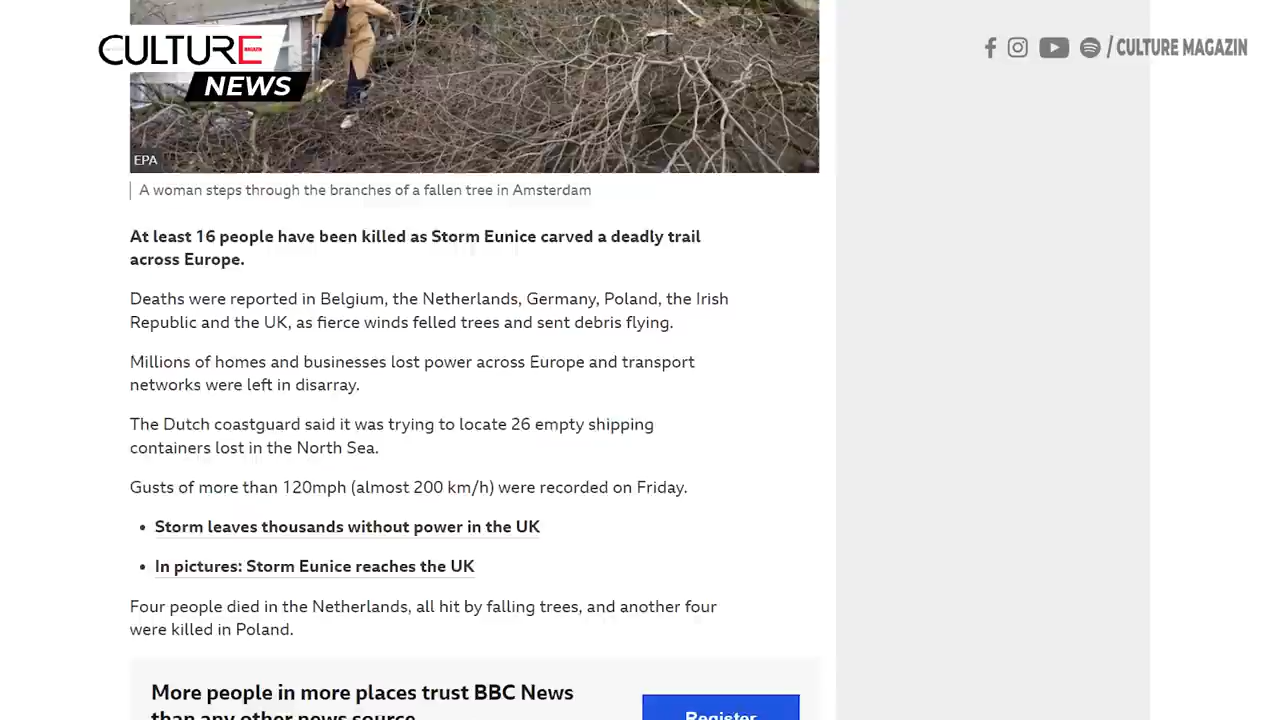 CULTURE
NEWS
/ CULTURE MAGAZIN
EPA
A woman steps through the branches of a fallen tree in Amsterdam
At least 16 people have been killed as Storm Eunice carved a deadly trail
across Europe.
Deaths were reported in Belgium, the Netherlands, Germany, Poland, the Irish
Republic and the UK, as fierce winds felled trees and sent debris flying.
Millions of homes and businesses lost power across Europe and transport
networks were left in disarray.
The Dutch coastguard said it was trying to locate 26 empty shipping
containers lost in the North Sea.
Gusts of more than 120mph (almost 200 km/h) were recorded on Friday.
• Storm leaves thousands without power in the UK
• In pictures: Storm Eunice reaches the UK
Four people died in the Netherlands, all hit by falling trees, and another four
were killed in Poland.
More people in more places trust BBC News
than any other news source
Register